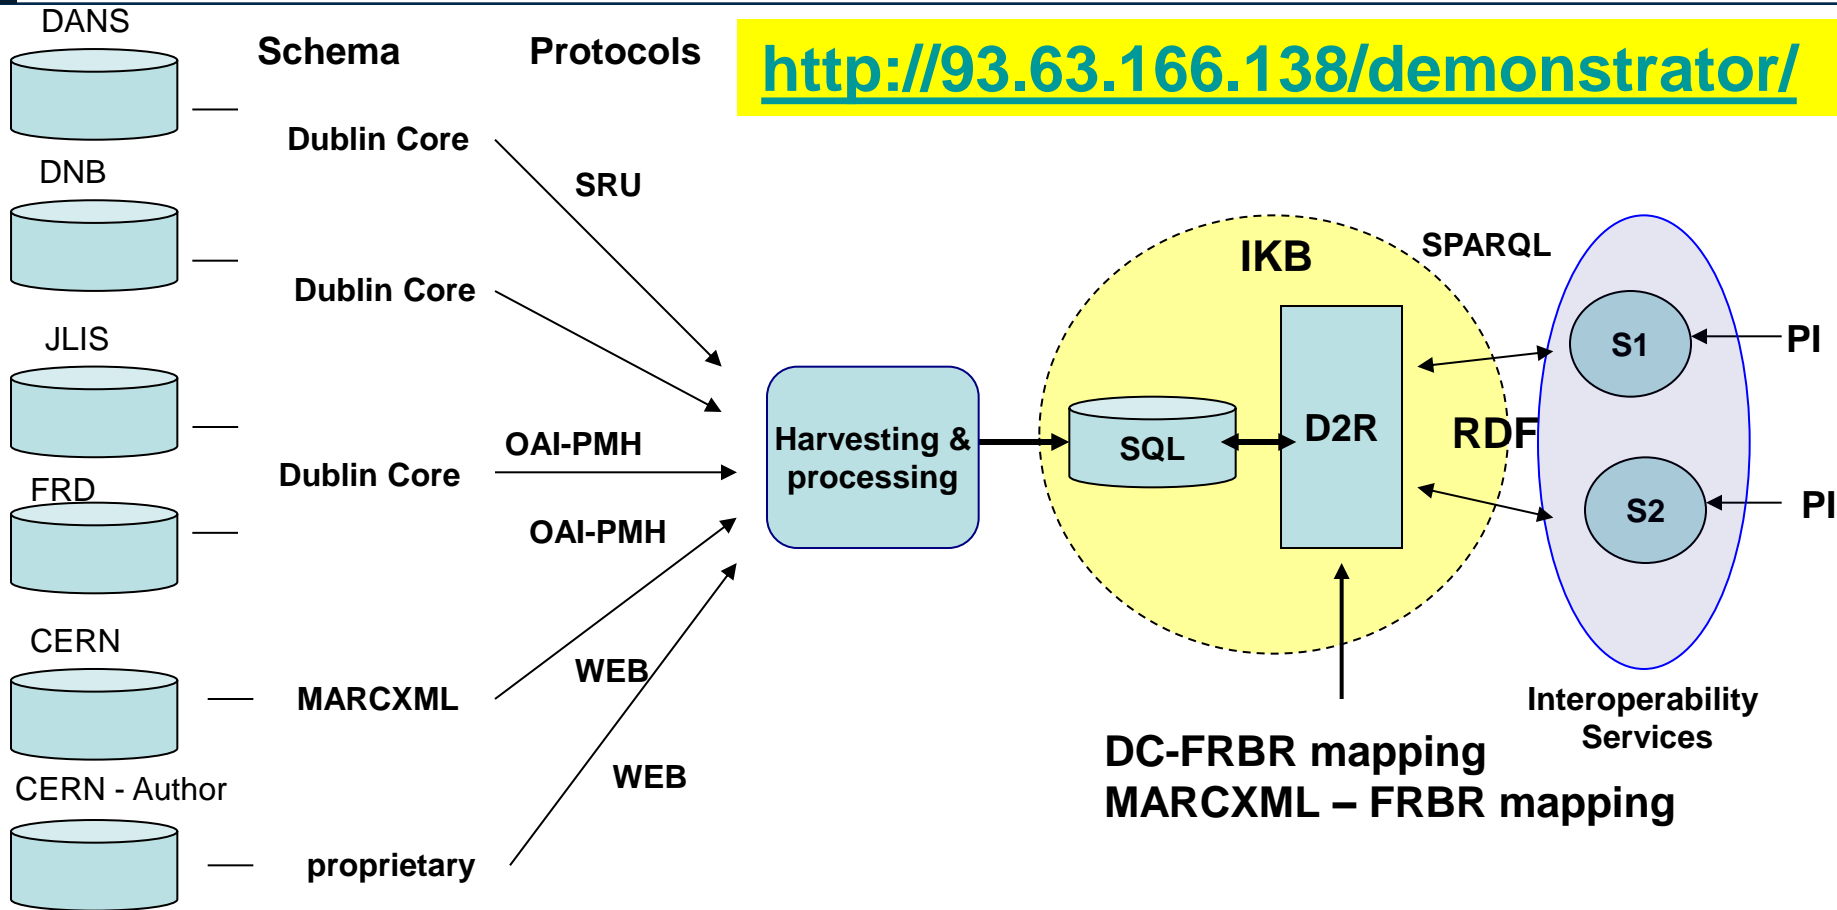 DANS
Schema
Protocols
http://93.63.166.138/demonstrator/
Dublin Core
SRU
DNB
Dublin Core
JLIS
OAI-PMH
Dublin Core
FRD
OAI-PMH
CERN
MARCXML
WEB
CERN - Author
WEB
proprietary
Harvesting &
processing
IKB
SQL
D2R
SPARQL
RDF
S1
PI
S2
PI
Interoperability
Services
DC-FRBR mapping
MARCXML – FRBR mapping